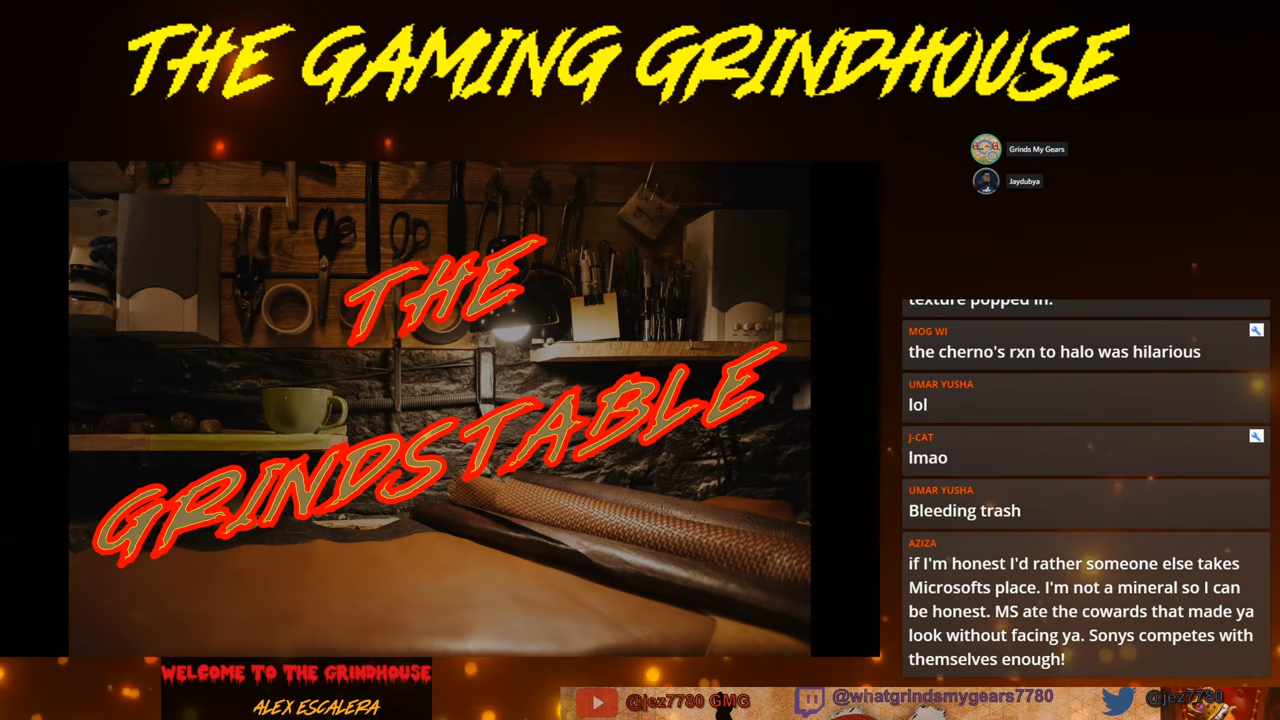 THE GAMING GRINDHOUSE
Grinds My Gears
Jaydubya
THE
GRINDSTABLE
texture popped in.
MOG WI
the cherno's rxn to halo was hilarious
UMAR YUSHA
lol
J-CAT
lmao
UMAR YUSHA
Bleeding trash
AZIZA
if I'm honest I'd rather someone else takes
Microsofts place. I'm not a mineral so I can
be honest. MS ate the cowards that made ya
look without facing ya. Sonys competes with
themselves enough!
WELCOME TO THE GRINDHOUSE
ALEX ESCALERA
@jez7780 GMG
@whatgrindsmygears7780
@jez7780